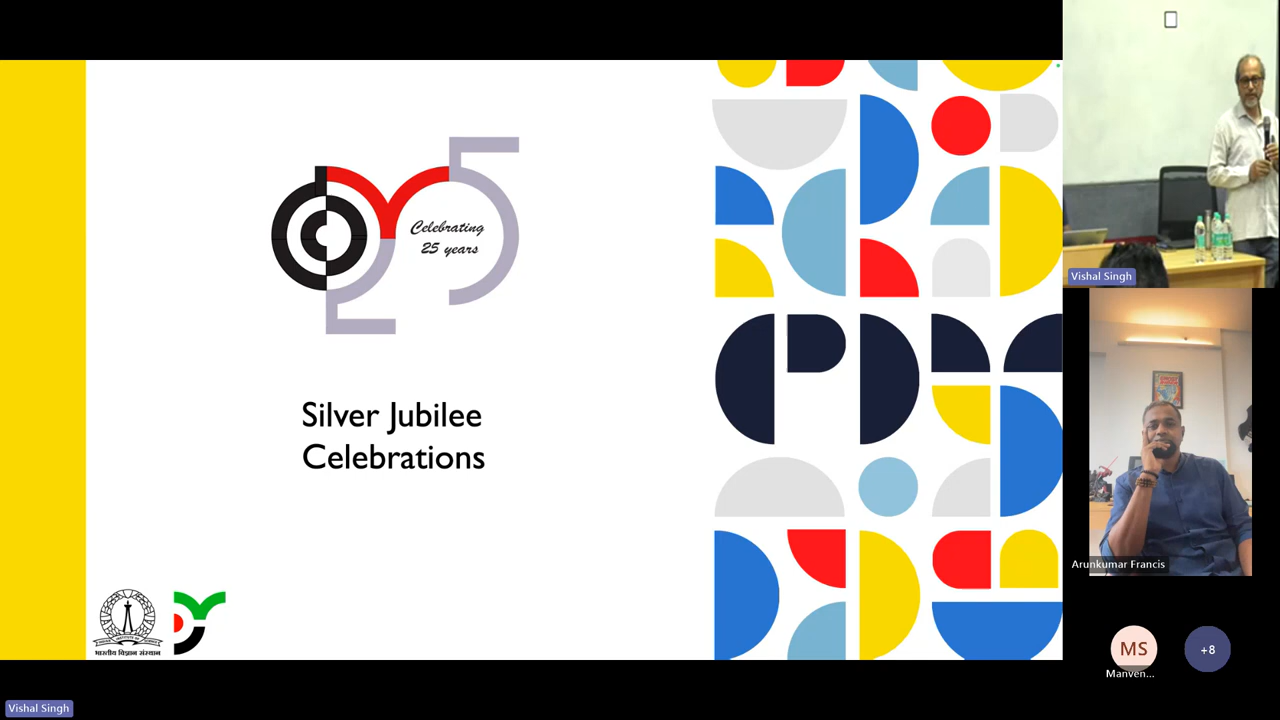 Celebrating
25 years
Silver Jubilee
Celebrations
भारतीय विज्ञान संस्थान
Vishal Singh
Vishal Singh
Arunkumar Francis
MS
Manven...
+8